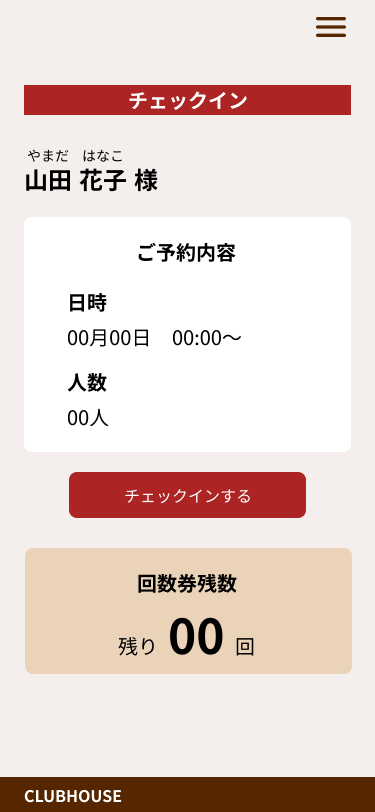 チェックイン
やまだ　はなこ
山田 花子 様
ご予約内容
日時
00月00日　00:00〜
人数
00人
チェックインする
回数券残数
残り 00 回
CLUBHOUSE